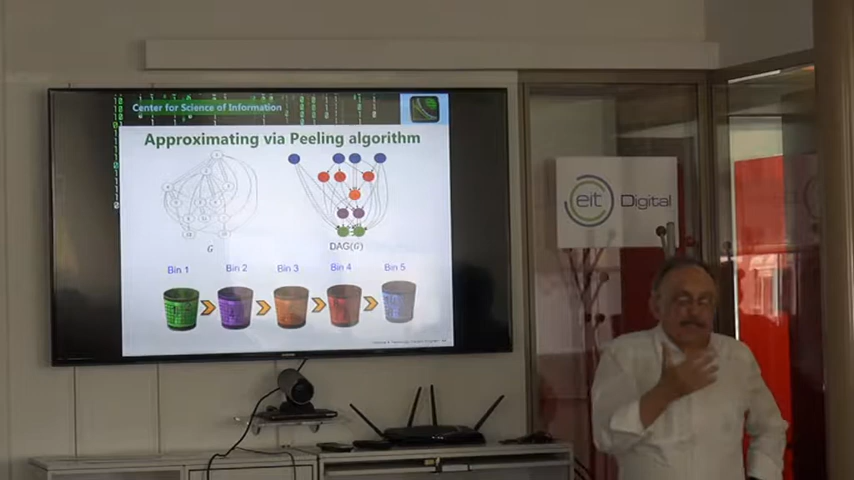 Center for Science of Information
Approximating via Peeling algorithm
G
DAG(G)
Bin 1
Bin 2
Bin 3
Bin 4
Bin 5
eit Digital